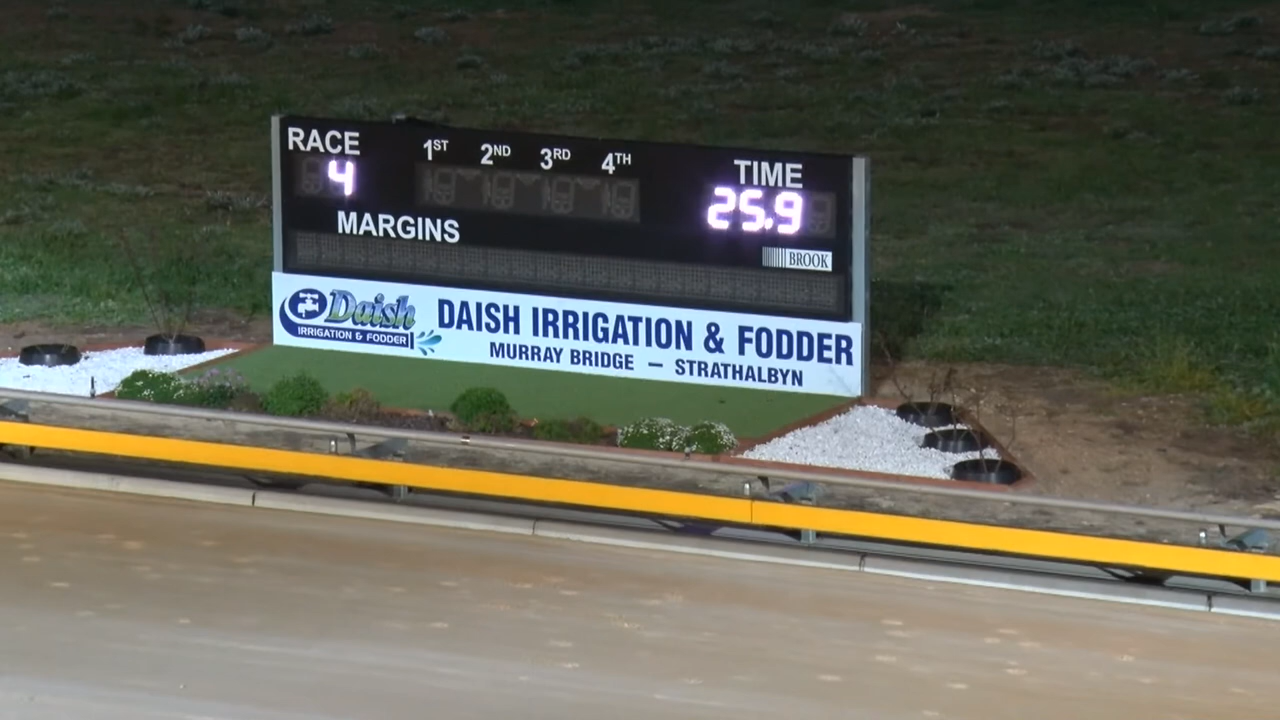 RACE 1ST 2ND 3RD 4TH TIME
4 25.9
MARGINS
BROOK
Daish
IRRIGATION & FODDER
DAISH IRRIGATION & FODDER
MURRAY BRIDGE – STRATHALBYN